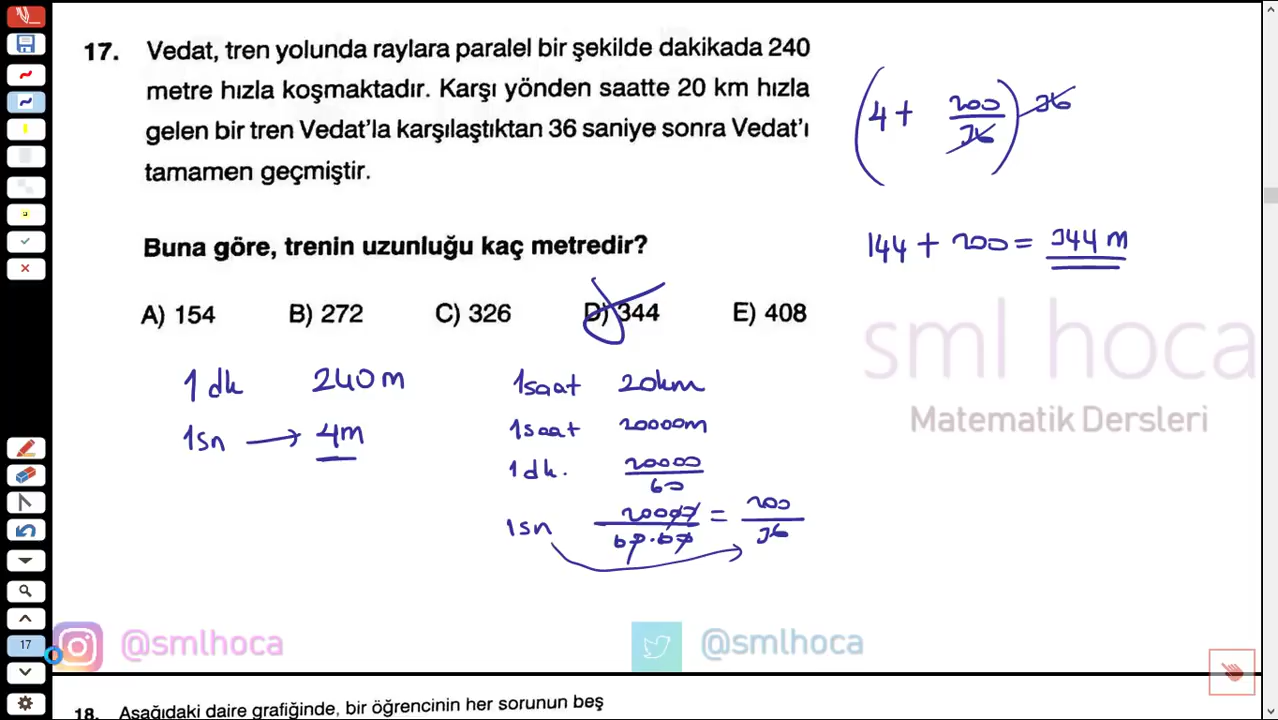 17. Vedat, tren yolunda raylara paralel bir şekilde dakikada 240
metre hızla koşmaktadır. Karşı yönden saatte 20 km hızla
gelen bir tren Vedat'la karşılaştıktan 36 saniye sonra Vedat'ı
tamamen geçmiştir.
Buna göre, trenin uzunluğu kaç metredir?
A) 154 B) 272 C) 326 D) 344 E) 408
(4 + 200/36) 36
144 + 200 = 344 m
1 dk 240 m
1 sn → 4m
1 saat 20km
1 saat 20000m
1 dk. 20000/60
1 sn 20000/60.60 = 200/36
sml hoca
Matematik Dersleri
@smlhoca
@smlhoca
17
18. Aşağıdaki daire grafiğinde, bir öğrencinin her sorunun beş